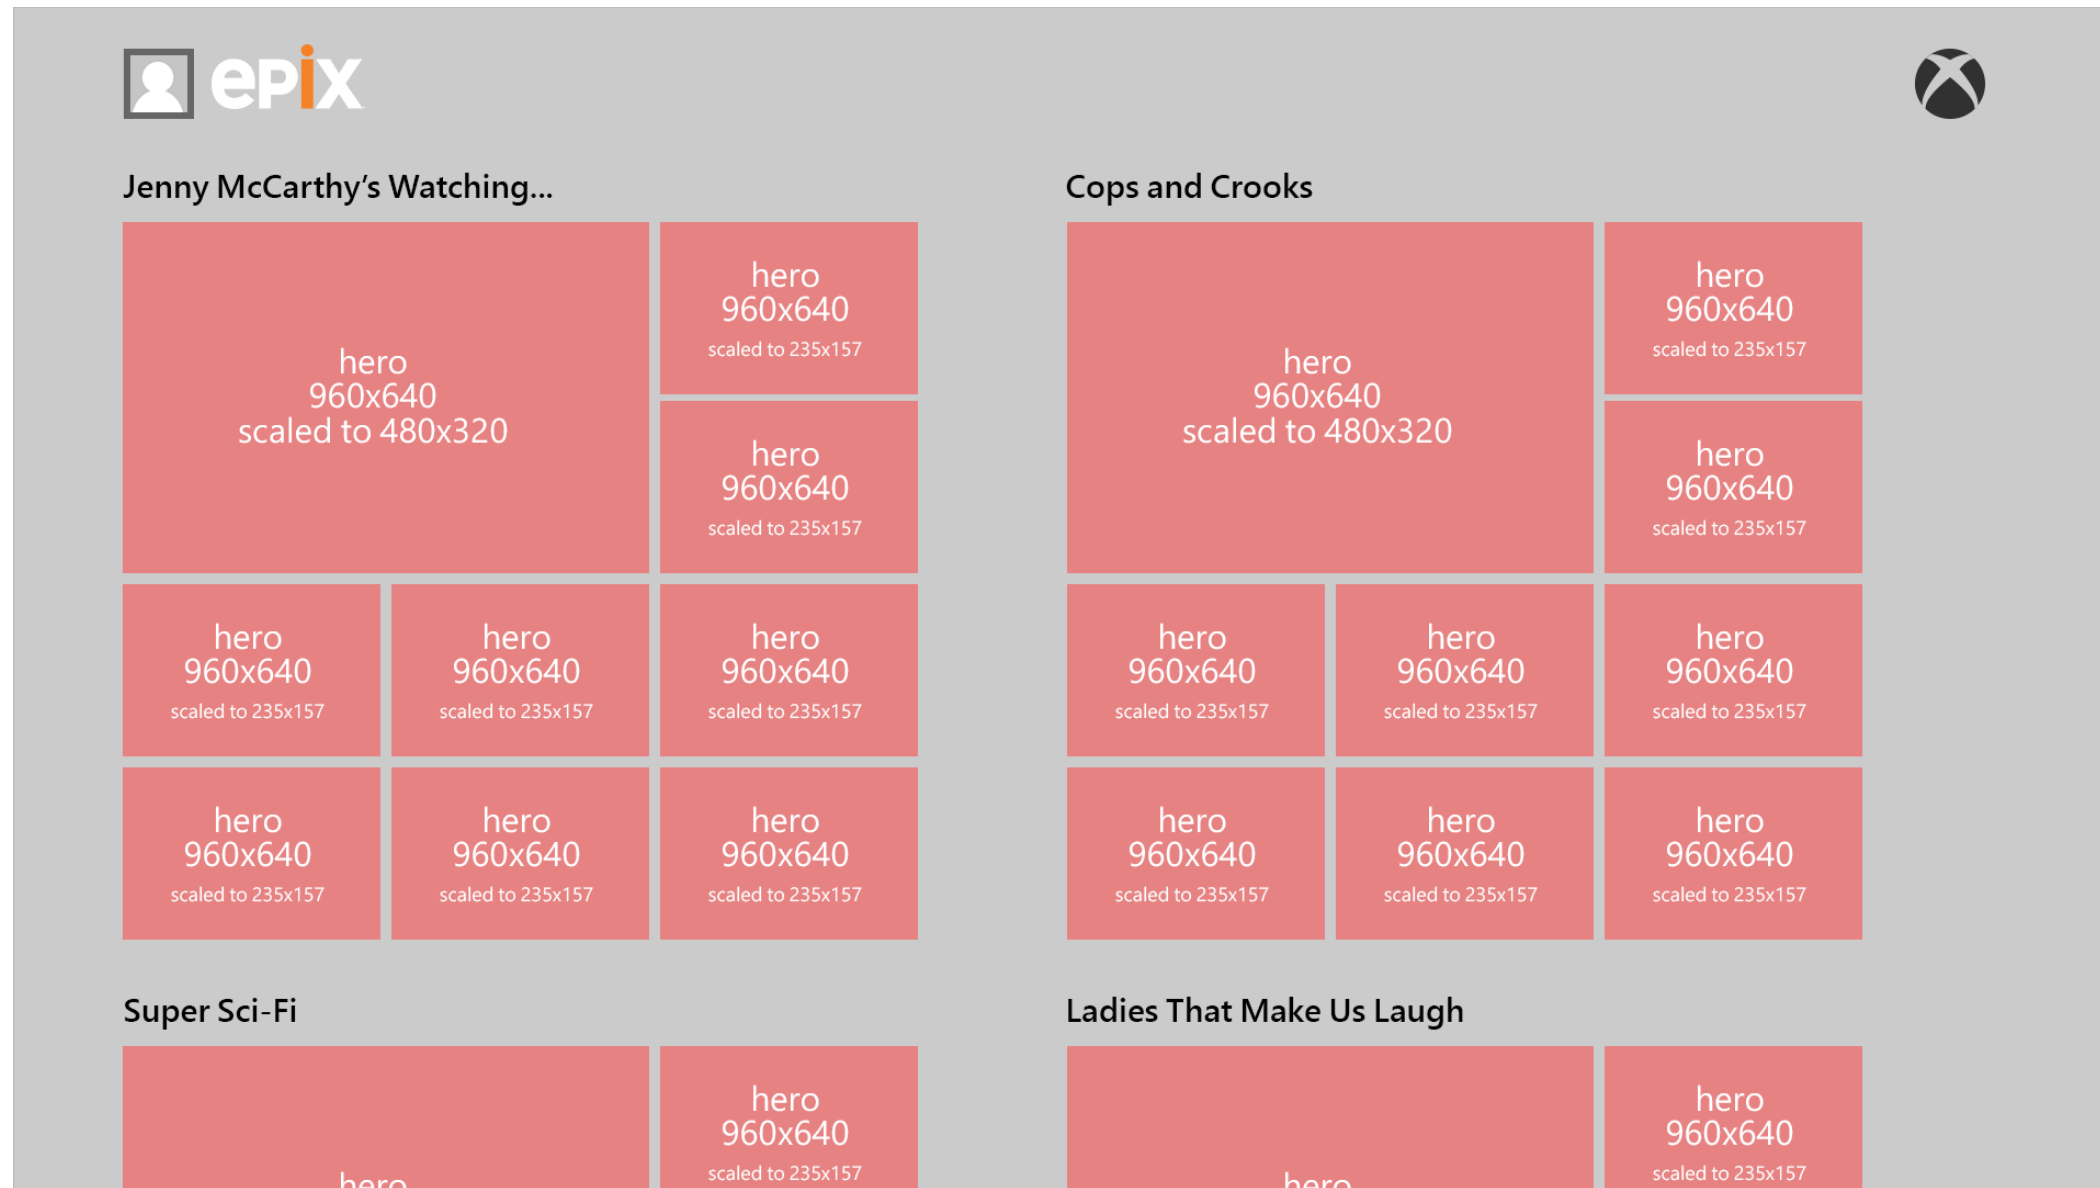 epix
Jenny McCarthy's Watching...
hero
960x640
scaled to 480x320
hero
960x640
scaled to 235x157
hero
960x640
scaled to 235x157
hero
960x640
scaled to 235x157
hero
960x640
scaled to 235x157
hero
960x640
scaled to 235x157
hero
960x640
scaled to 235x157
hero
960x640
scaled to 235x157
hero
960x640
scaled to 235x157
Cops and Crooks
hero
960x640
scaled to 480x320
hero
960x640
scaled to 235x157
hero
960x640
scaled to 235x157
hero
960x640
scaled to 235x157
hero
960x640
scaled to 235x157
hero
960x640
scaled to 235x157
hero
960x640
scaled to 235x157
hero
960x640
scaled to 235x157
hero
960x640
scaled to 235x157
Super Sci-Fi
hero
hero
960x640
scaled to 235x157
Ladies That Make Us Laugh
hero
hero
960x640
scaled to 235x157